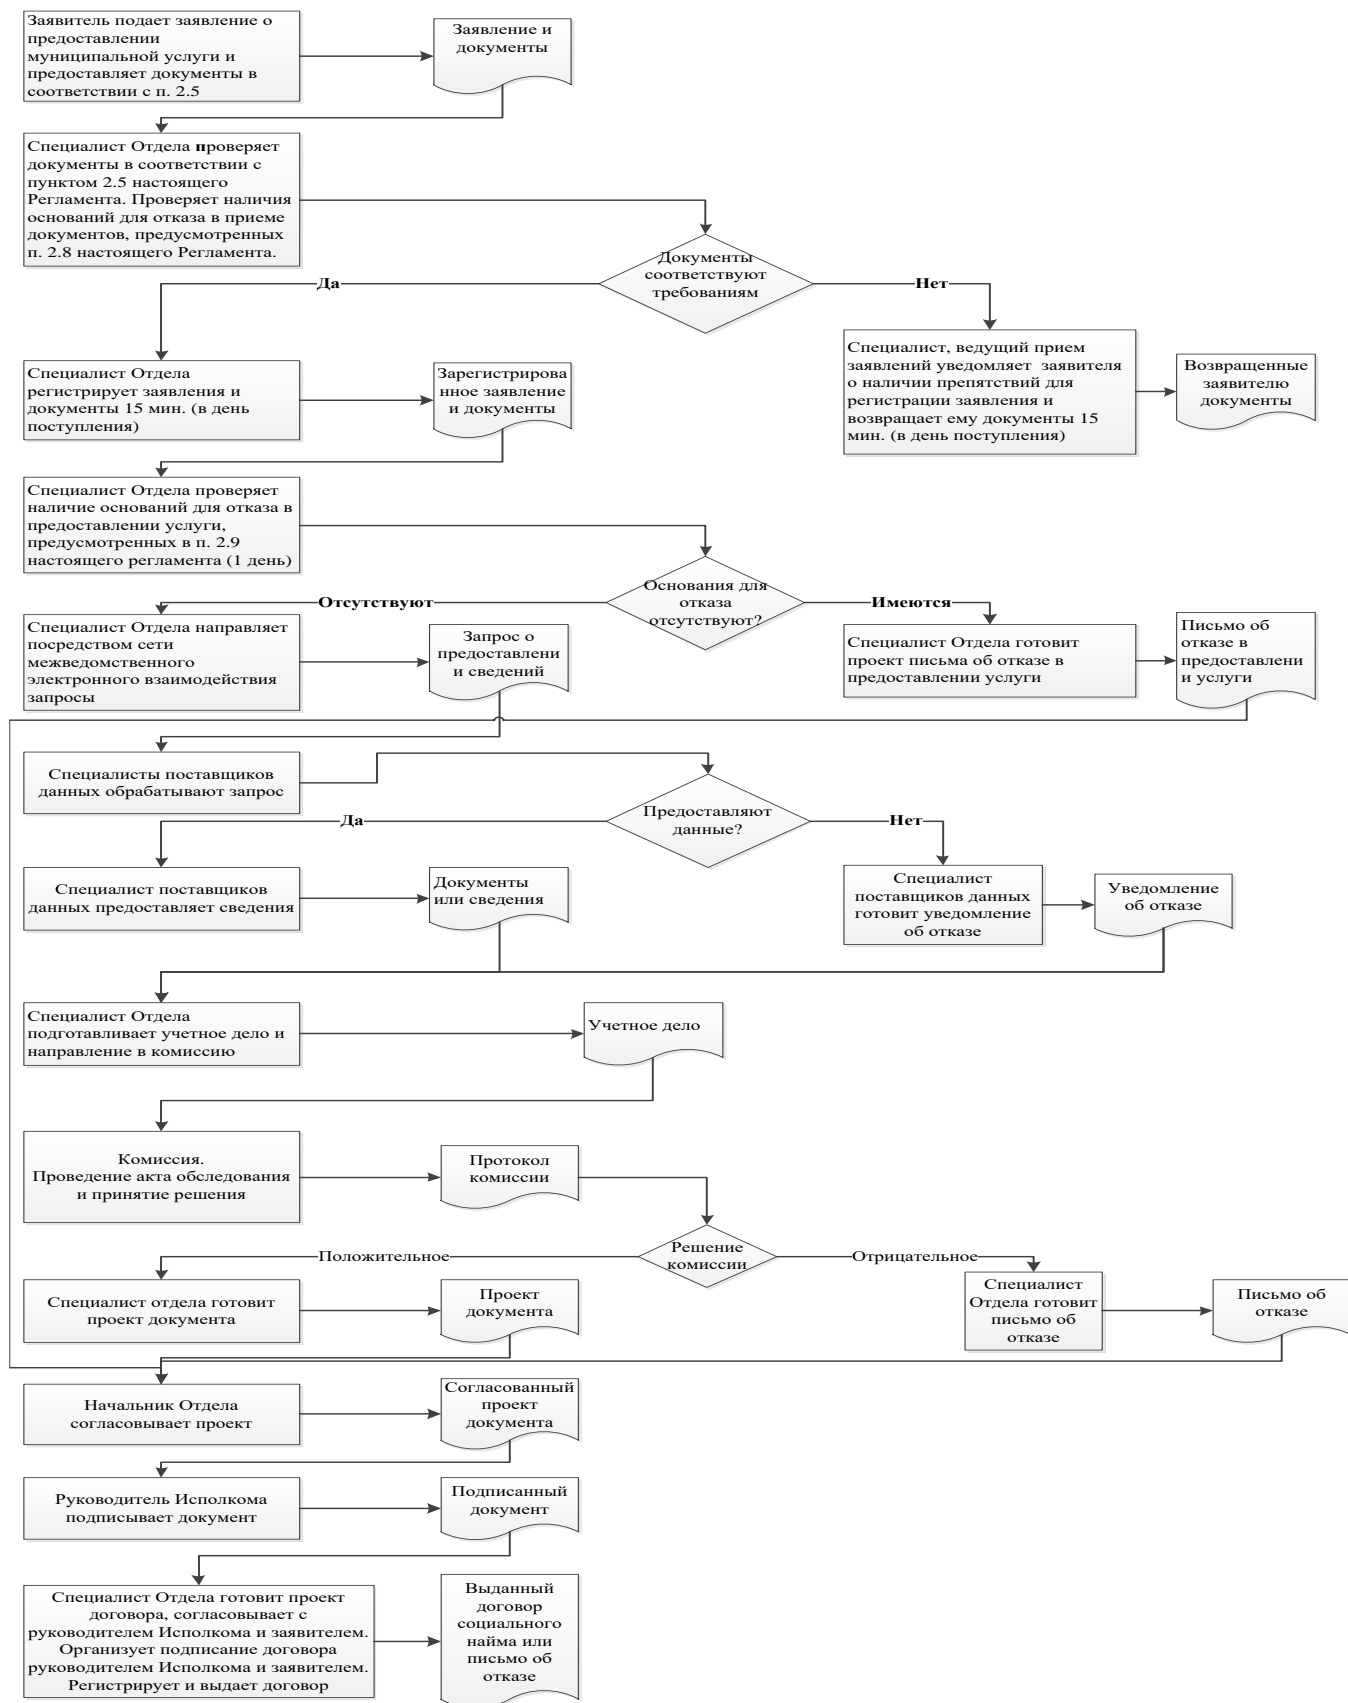 Заявитель подает заявление о
предоставлении
муниципальной услуги и
предоставляет документы в
соответствии с п. 2.5
Заявление и
документы
Специалист Отдела проверяет
документы в соответствии с
пунктом 2.5 настоящего
Регламента. Проверяет наличия
оснований для отказа в приеме
документов, предусмотренных
п. 2.8 настоящего Регламента.
Документы
соответствуют
требованиям
Да
Нет
Специалист Отдела
регистрирует заявления и
документы 15 мин. (в день
поступления)
Зарегистрирова
нное заявление
и документы
Специалист, ведущий прием
заявлений уведомляет  заявителя
о наличии препятствий для
регистрации заявления и
возвращает ему документы 15
мин. (в день поступления)
Возвращенные
заявителю
документы
Специалист Отдела проверяет
наличие оснований для отказа в
предоставлении услуги,
предусмотренных в п. 2.9
настоящего регламента (1 день)
Основания для
отказа
отсутствуют?
Отсутствуют
Имеются
Специалист Отдела направляет
посредством сети
межведомственного
электронного взаимодействия
запросы
Запрос о
предоставлени
и сведений
Специалист Отдела готовит
проект письма об отказе в
предоставлении услуги
Письмо об
отказе в
предоставлени
и услуги
Специалисты поставщиков
данных обрабатывают запрос
Предоставляют
данные?
Да
Нет
Специалист поставщиков
данных предоставляет сведения
Документы
или сведения
Специалист
поставщиков данных
готовит уведомление
об отказе
Уведомление
об отказе
Специалист Отдела
подготавливает учетное дело и
направление в комиссию
Учетное дело
Комиссия.
Проведение акта обследования
и принятие решения
Протокол
комиссии
Решение
комиссии
Положительное
Отрицательное
Специалист отдела готовит
проект документа
Проект
документа
Специалист
Отдела готовит
письмо об
отказе
Письмо об
отказе
Начальник Отдела
согласовывает проект
Согласованный
проект
документа
Руководитель Исполкома
подписывает документ
Подписанный
документ
Специалист Отдела готовит проект
договора, согласовывает с
руководителем Исполкома и заявителем.
Организует подписание договора
руководителем Исполкома и заявителем.
Регистрирует и выдает договор
Выданный
договор
социального
найма или
письмо об
отказе